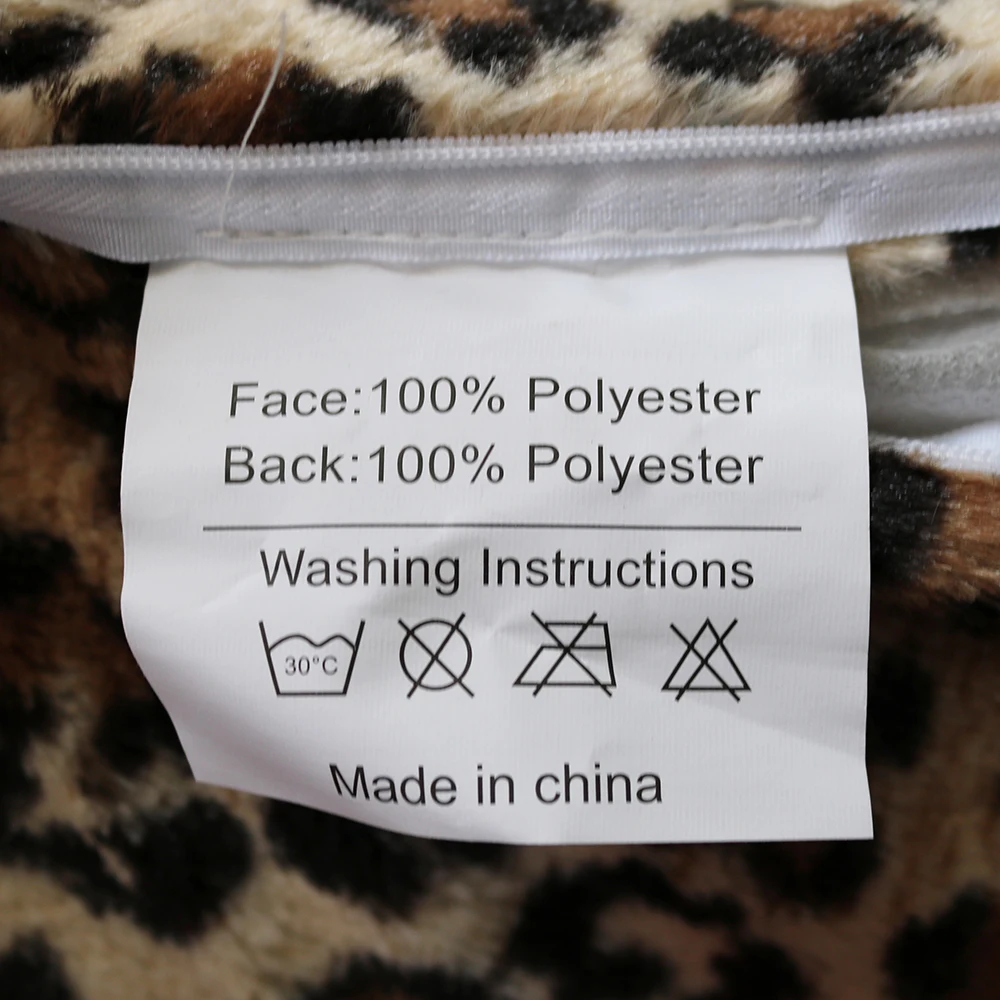 Face:100% Polyester
Back:100% Polyester
Washing Instructions
30°C
Made in china